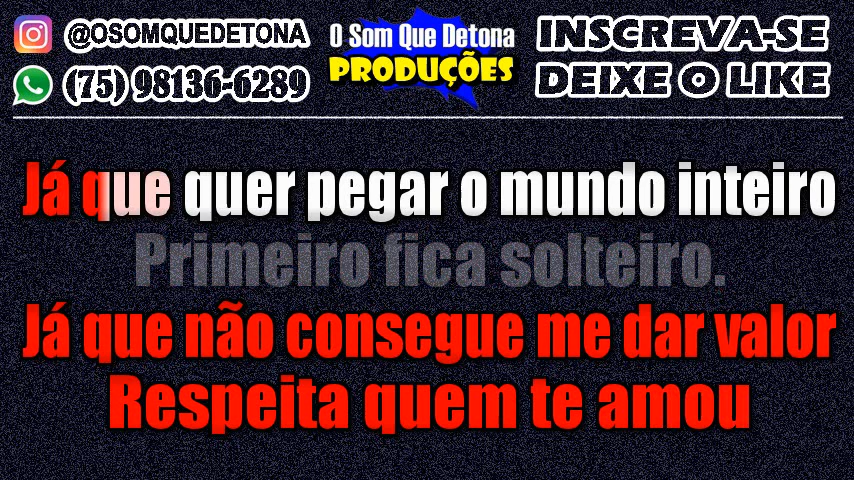 @OSOMQUEDETONA
(75) 98136-6289
O Som Que Detona
PRODUÇÕES
INSCREVA-SE
DEIXE O LIKE
Já que quer pegar o mundo inteiro
Primeiro fica solteiro.
Já que não consegue me dar valor
Respeita quem te amou